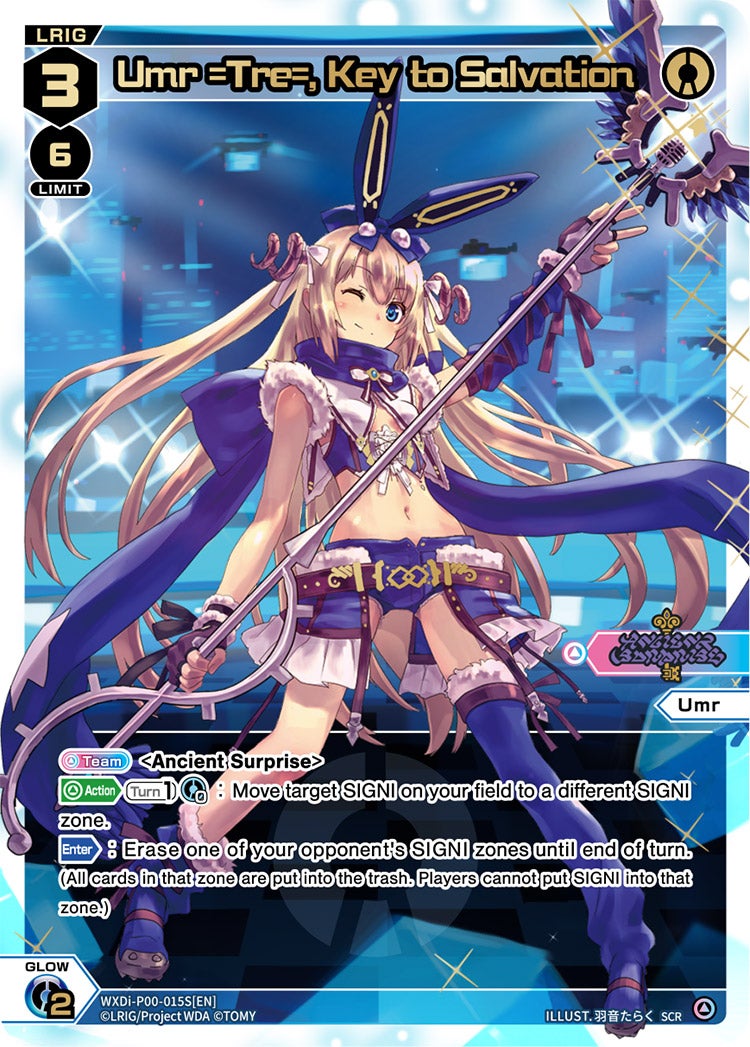 LRIG
3
Umr =Tre=, Key to Salvation
6
LIMIT
Umr
Team <Ancient Surprise>
Action Turn 1 0 : Move target SIGNI on your field to a different SIGNI
zone.
Enter : Erase one of your opponent's SIGNI zones until end of turn.
(All cards in that zone are put into the trash. Players cannot put SIGNI into that
zone.)
GLOW
2
WXDi-P00-015S[EN]
©LRIG/Project WDA ©TOMY
ILLUST. 羽音たらく SCR